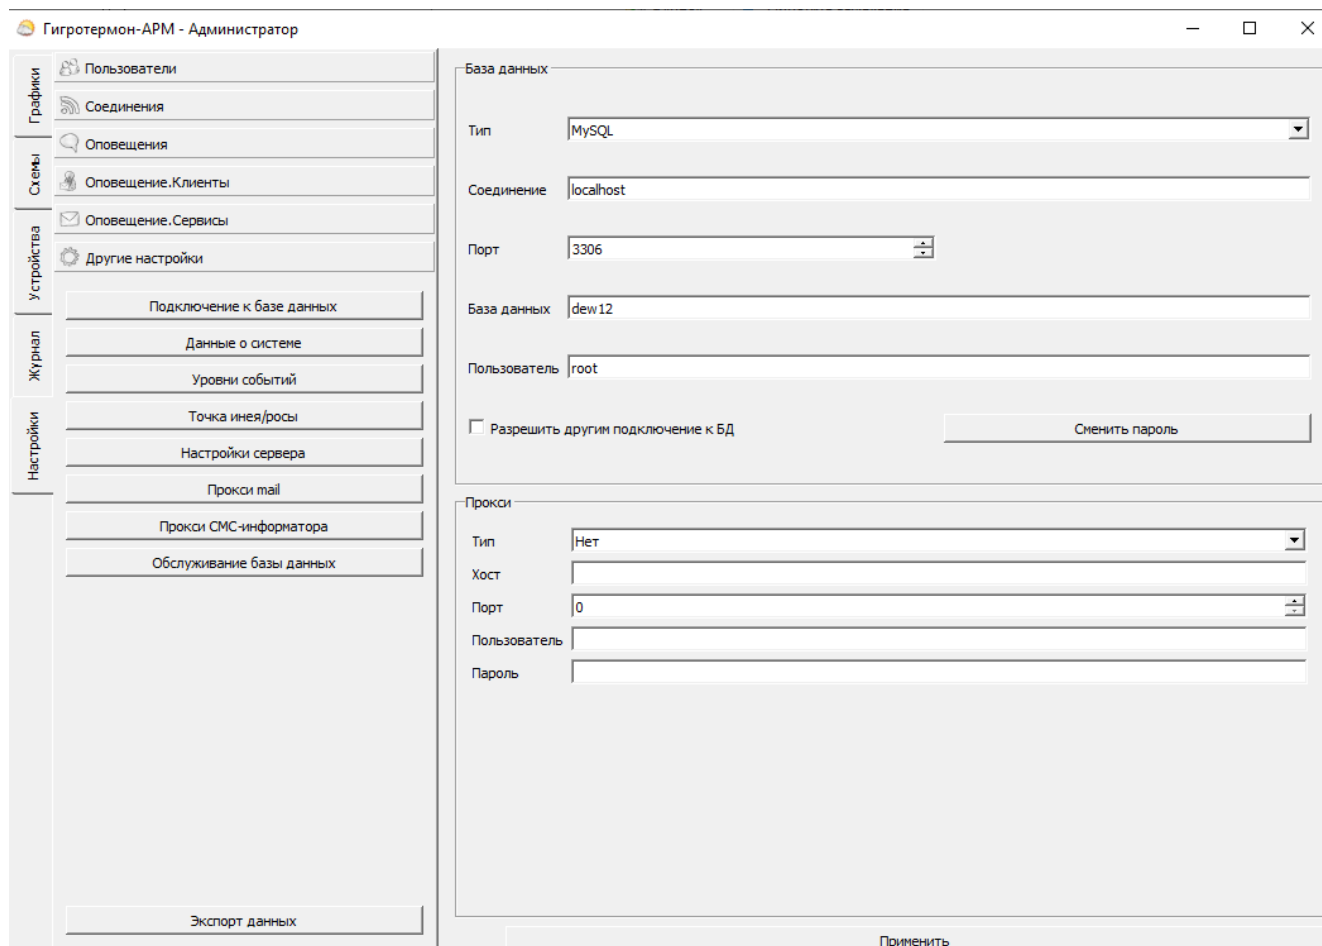 Гигротермон-АРМ - Администратор
Графики
Схемы
Устройства
Журнал
Настройки
Пользователи
Соединения
Оповещения
Оповещение.Клиенты
Оповещение.Сервисы
Другие настройки
Подключение к базе данных
Данные о системе
Уровни событий
Точка инея/росы
Настройки сервера
Прокси mail
Прокси СМС-информатора
Обслуживание базы данных
Экспорт данных
База данных
Тип MySQL
Соединение localhost
Порт 3306
База данных dew12
Пользователь root
Разрешить другим подключение к БД Сменить пароль
Прокси
Тип Нет
Хост
Порт 0
Пользователь
Пароль
Применить